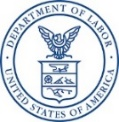 DEPARTMENT OF LABOR
UNITED STATES OF AMERICA